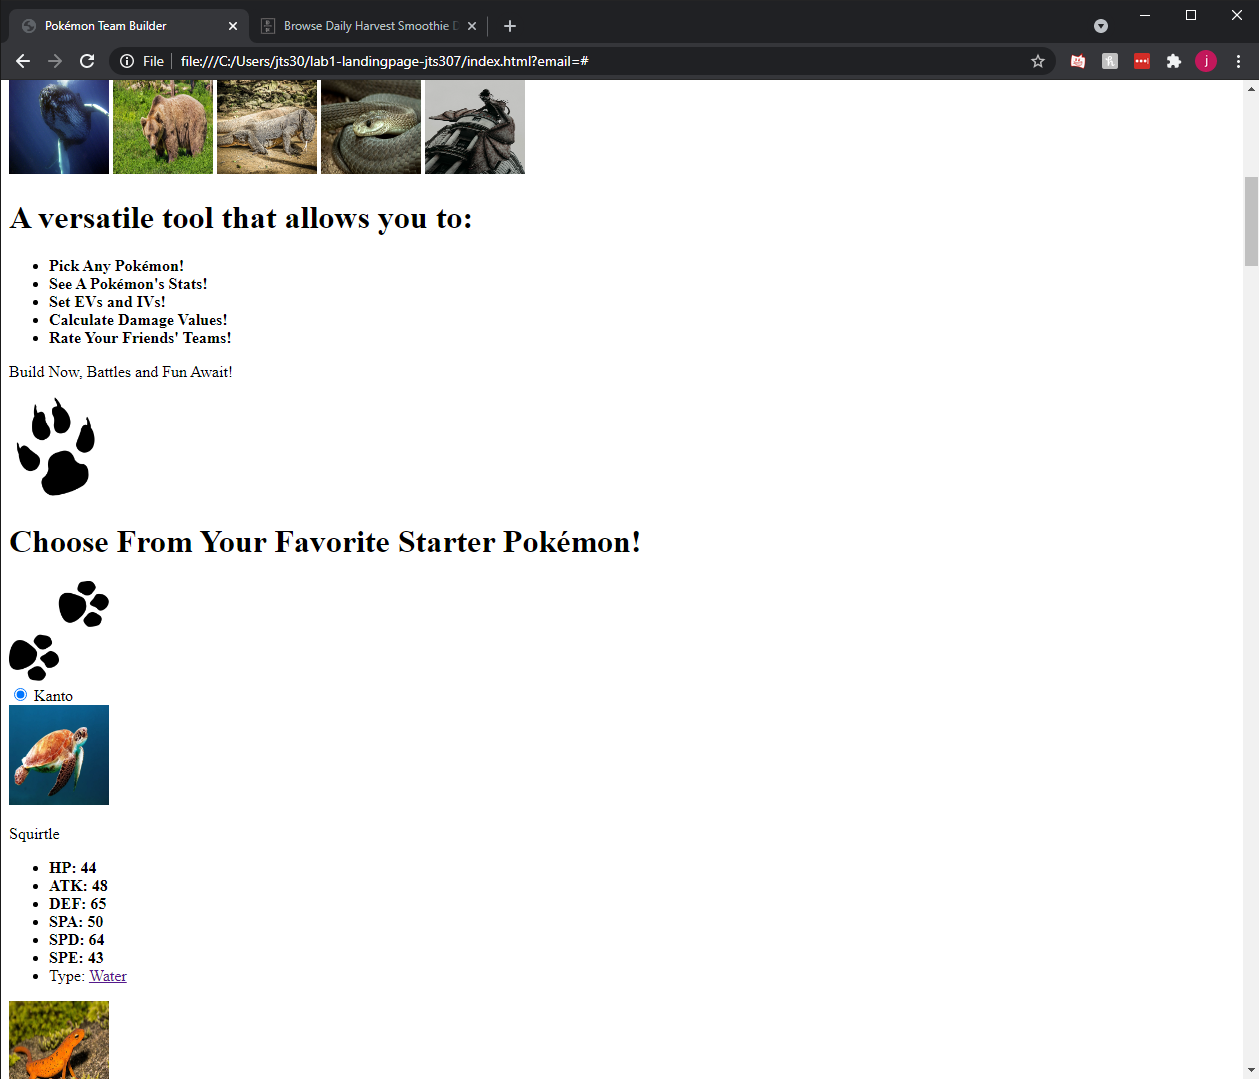 Pokémon Team Builder
Browse Daily Harvest Smoothie
File
file:///C:/Users/jts30/lab1-landingpage-jts307/index.html?email=#
j
A versatile tool that allows you to:
Pick Any Pokémon!
See A Pokémon's Stats!
Set EVs and IVs!
Calculate Damage Values!
Rate Your Friends' Teams!
Build Now, Battles and Fun Await!
Choose From Your Favorite Starter Pokémon!
Kanto
Squirtle
HP: 44
ATK: 48
DEF: 65
SPA: 50
SPD: 64
SPE: 43
Type: Water